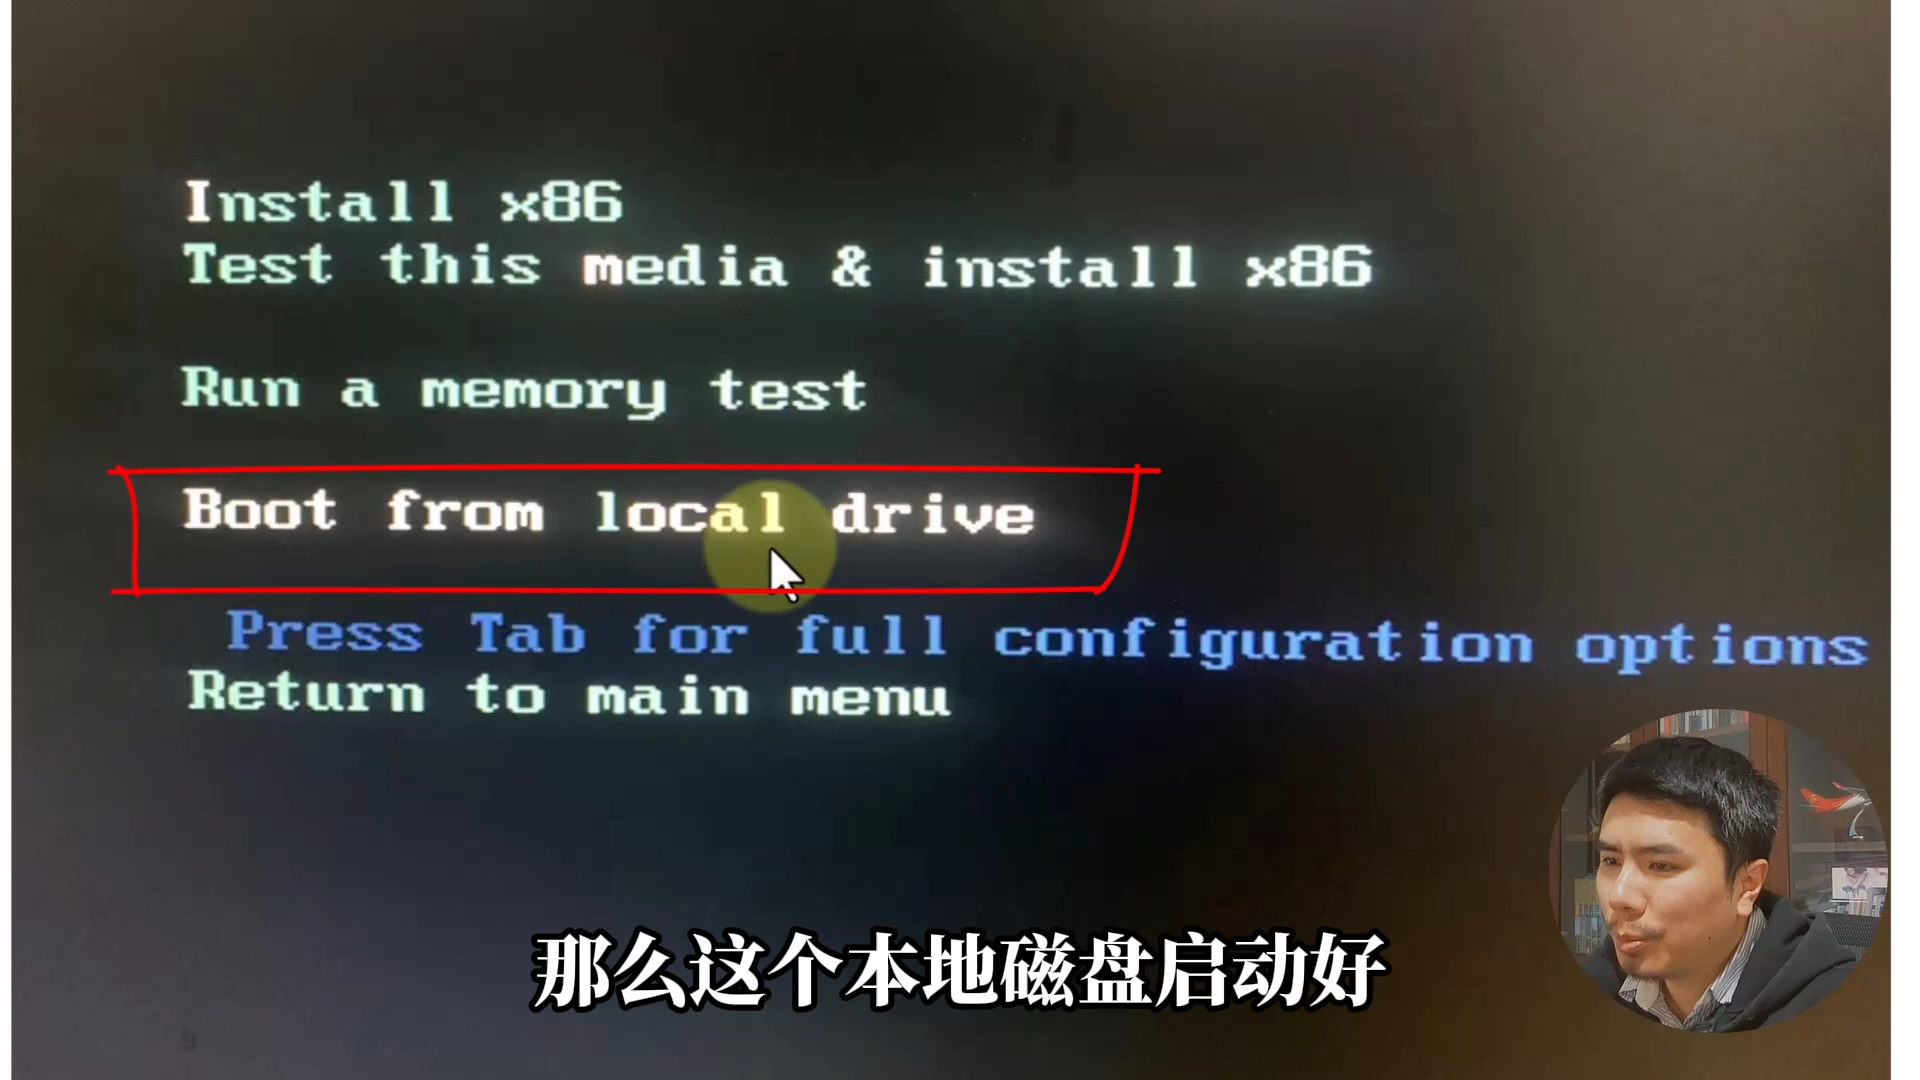 Install x86
Test this media & install x86
Run a memory test
Boot from local drive
Press Tab for full configuration options
Return to main menu
那么这个本地磁盘启动好